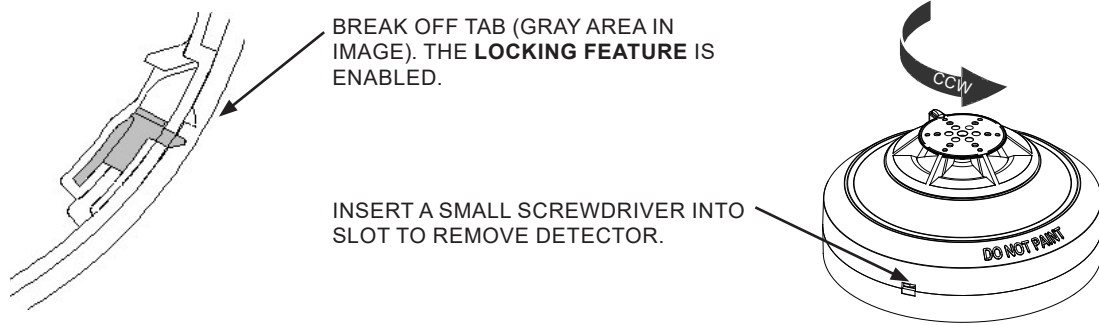 BREAK OFF TAB (GRAY AREA IN
IMAGE). THE LOCKING FEATURE IS
ENABLED.
CCW
INSERT A SMALL SCREWDRIVER INTO
SLOT TO REMOVE DETECTOR.
DO NOT PAINT